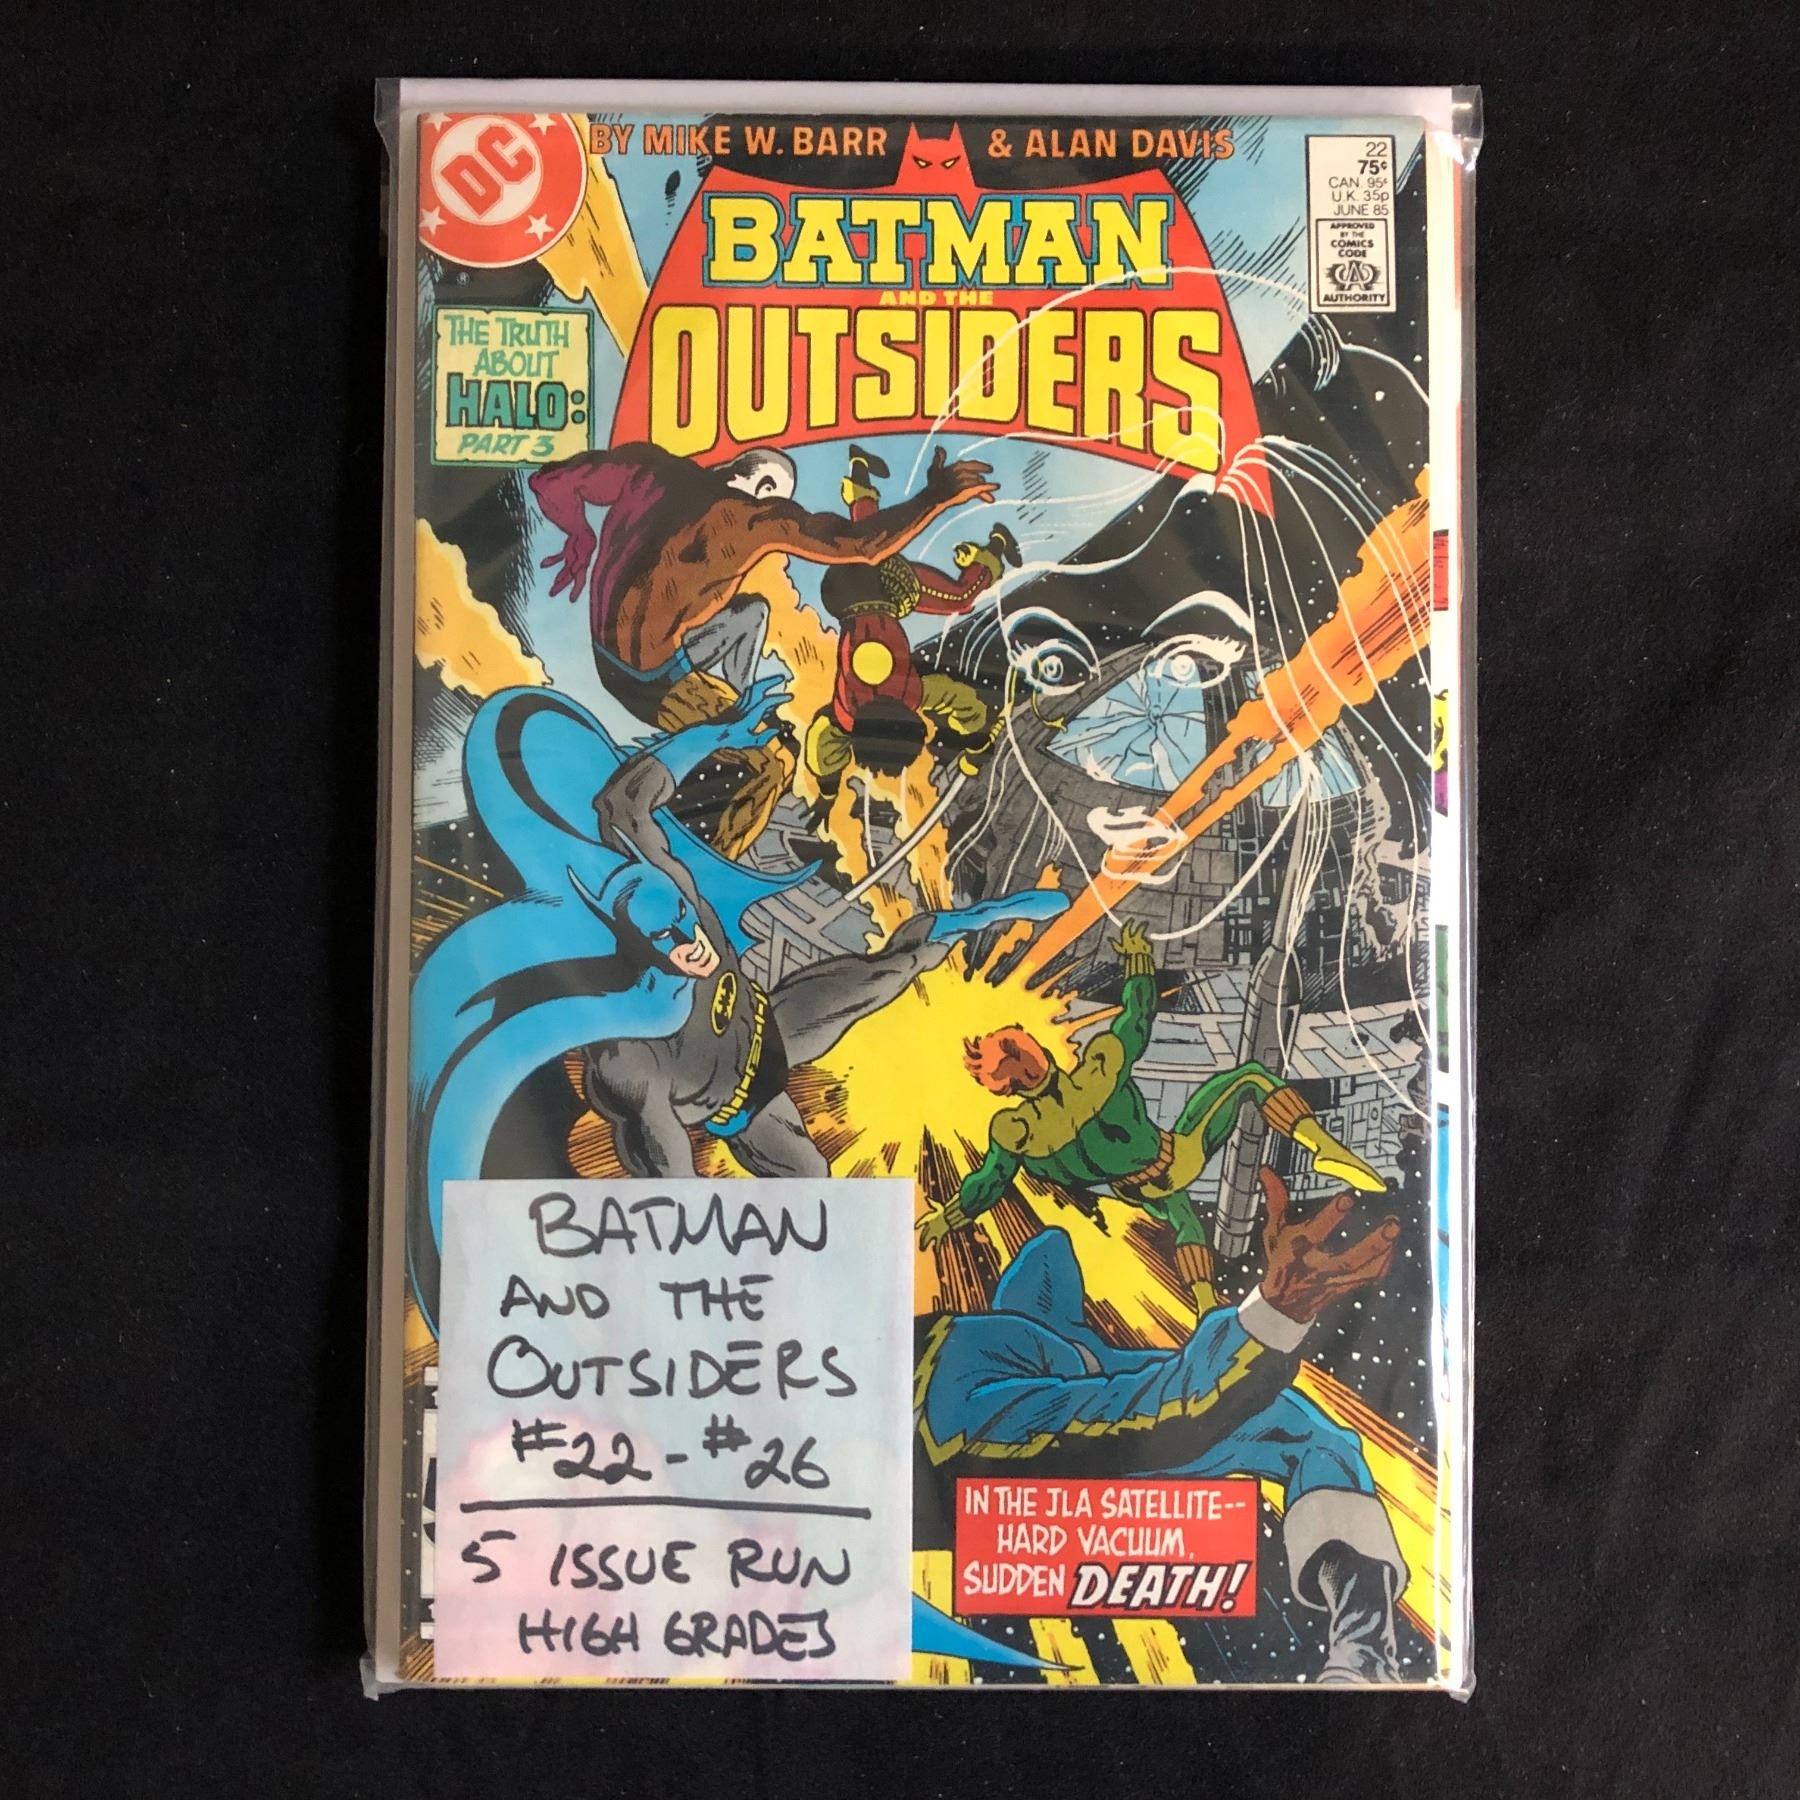 DC
®
BY MIKE W. BARR & ALAN DAVIS
BATMAN
AND THE
OUTSIDERS
22
75¢
CAN. 95¢
U.K. 35p
JUNE 85
APPROVED
BY THE
COMICS
CODE
AUTHORITY
THE TRUTH
ABOUT
HALO:
PART 3
BATMAN
AND THE
OUTSIDERS
#22 - #26
5 ISSUE RUN
HIGH GRADES
IN THE JLA SATELLITE--
HARD VACUUM,
SUDDEN DEATH!